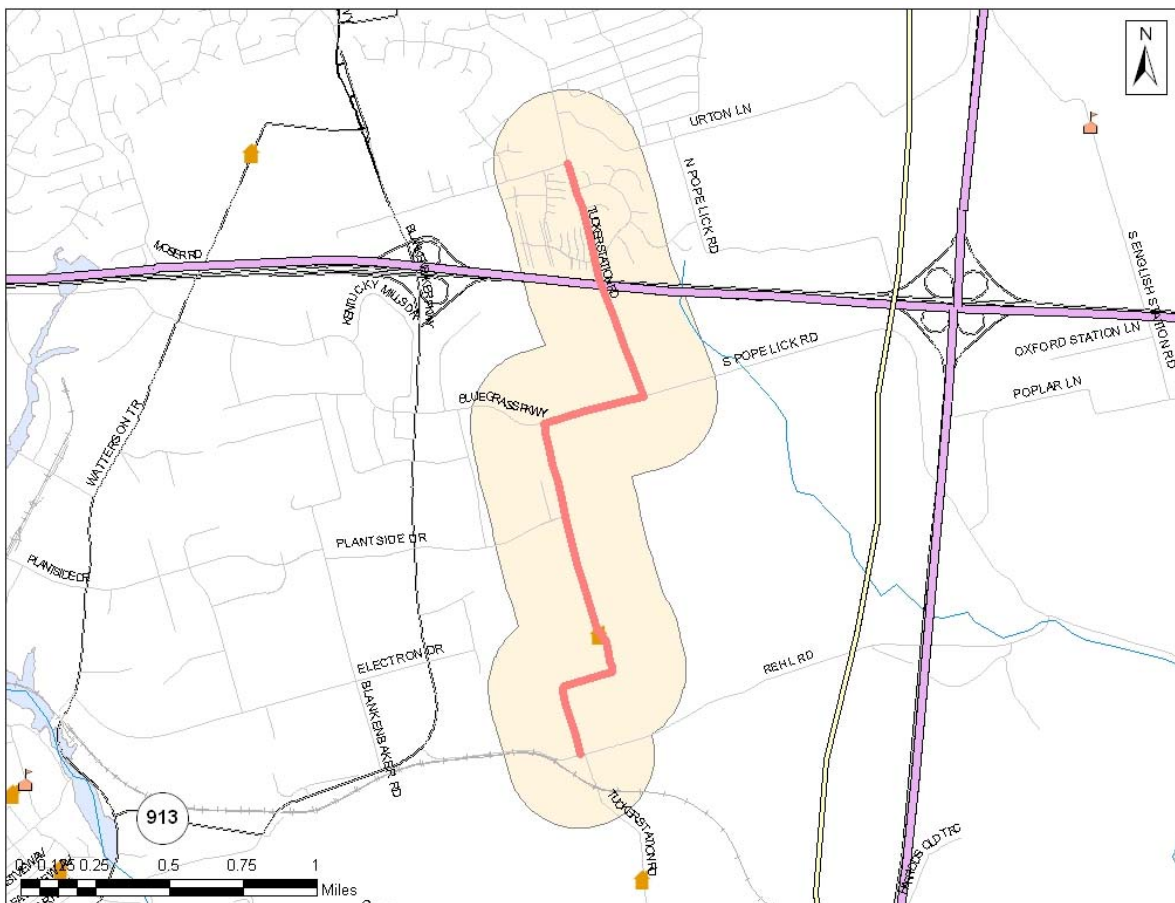 N
URTON LN
N POPE LICK RD
TUCKER STATION RD
MOSER RD
BLANKENBAKER PKWY
KENTUCKY MILLS DR
S ENGLISH STATION RD
OXFORD STATION LN
S POPE LICK RD
POPLAR LN
BLUEGRASS PKWY
WATTERSON TR
PLANTSIDE DR
PLANTSIDE DR
ELECTRON DR
REHL RD
BLANKENBAKER RD
TUCKER STATION RD
913
0 0.125 0.25 0.5 0.75 1
Miles